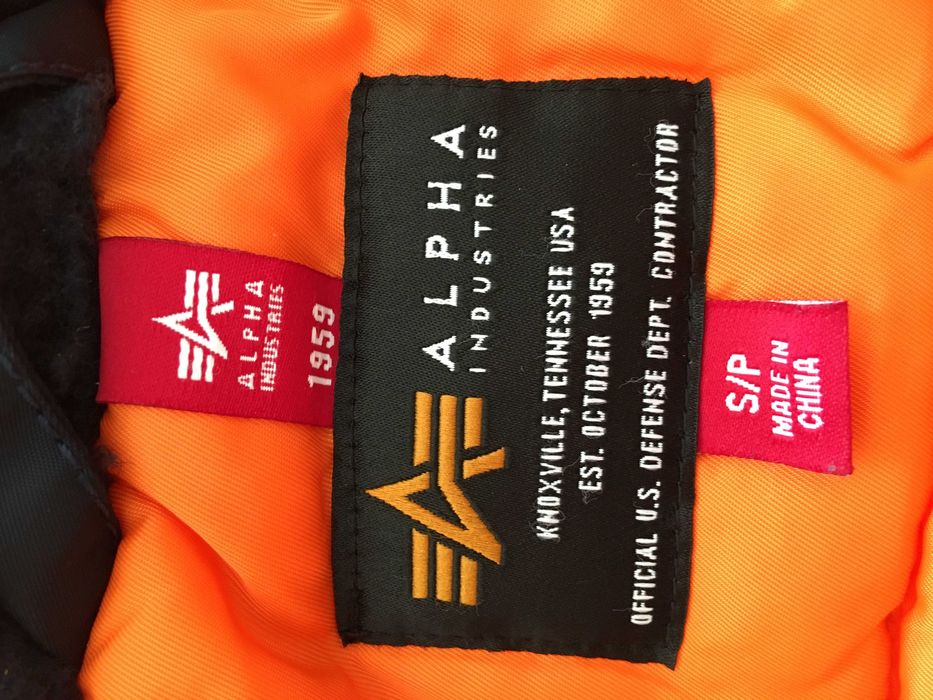 ALPHA
INDUSTRIES
1959
ALPHA
INDUSTRIES
KNOXVILLE, TENNESSEE USA
EST. OCTOBER 1959
OFFICIAL U.S. DEFENSE DEPT. CONTRACTOR
S/P
MADE IN
CHINA